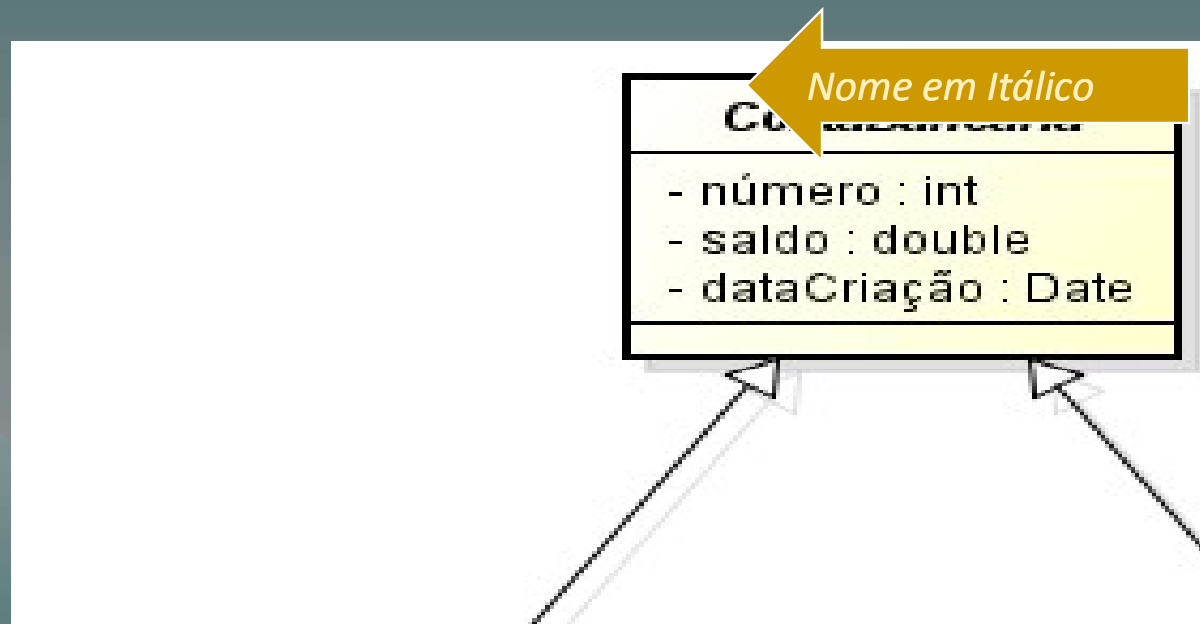 Nome em Itálico
- número : int
- saldo : double
- dataCriação : Date